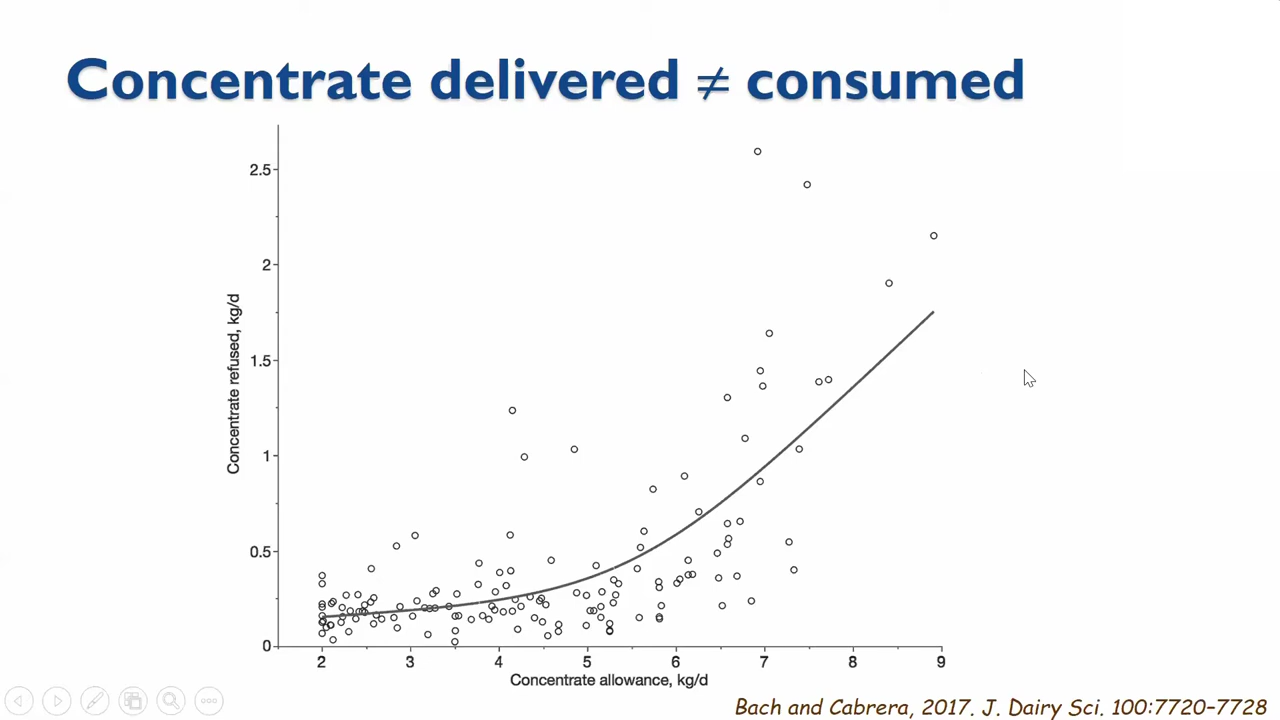 Concentrate delivered ≠ consumed
2.5
2
1.5
1
0.5
0
Concentrate refused, kg/d
2 3 4 5 6 7 8 9
Concentrate allowance, kg/d
Bach and Cabrera, 2017. J. Dairy Sci. 100:7720–7728